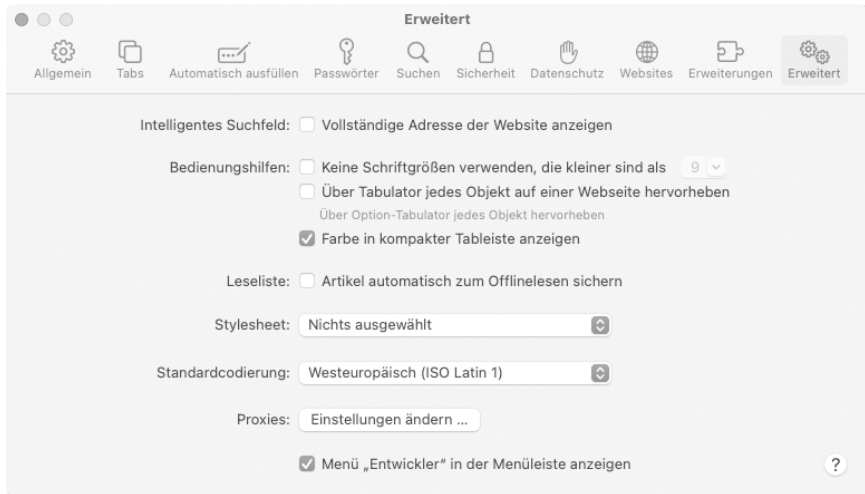 Erweitert
Allgemein Tabs Automatisch ausfüllen Passwörter Suchen Sicherheit Datenschutz Websites Erweiterungen Erweitert
Intelligentes Suchfeld: Vollständige Adresse der Website anzeigen
Bedienungshilfen: Keine Schriftgrößen verwenden, die kleiner sind als 9
Über Tabulator jedes Objekt auf einer Webseite hervorheben
Über Option-Tabulator jedes Objekt hervorheben
Farbe in kompakter Tableiste anzeigen
Leseliste: Artikel automatisch zum Offlinelesen sichern
Stylesheet: Nichts ausgewählt
Standardcodierung: Westeuropäisch (ISO Latin 1)
Proxies: Einstellungen ändern ...
Menü „Entwickler“ in der Menüleiste anzeigen ?